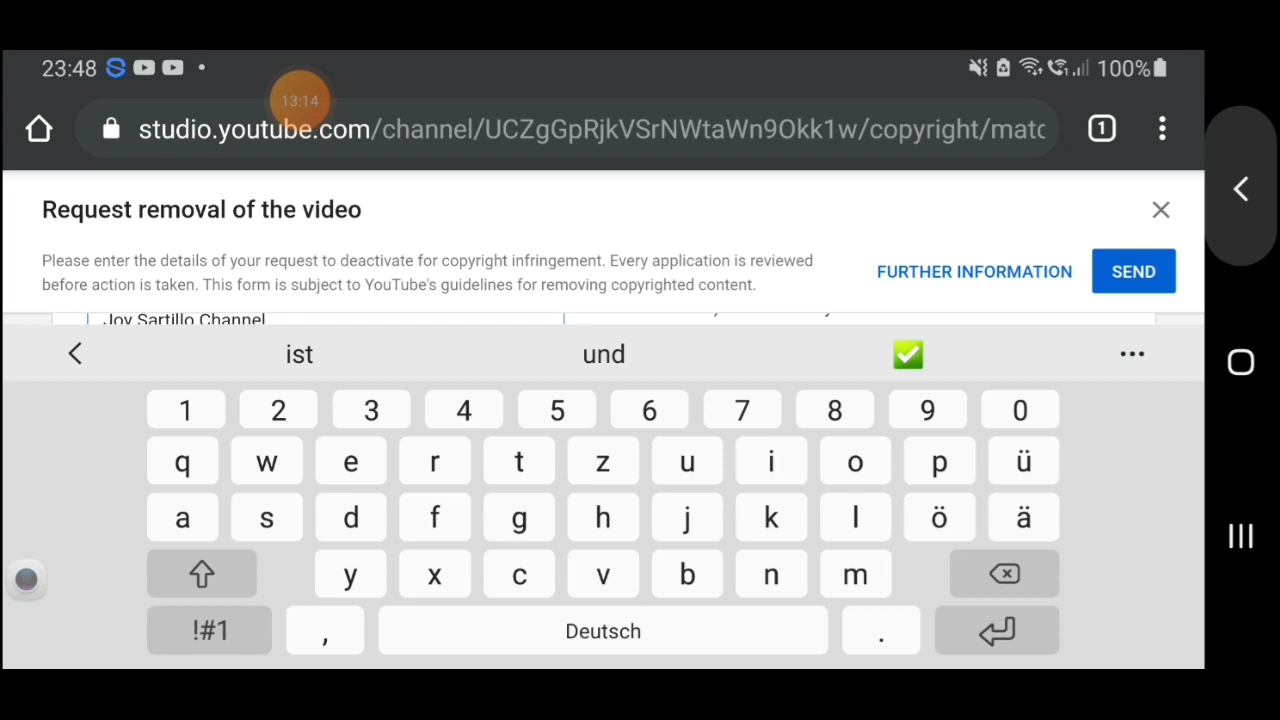 23:48
100%
13:14
studio.youtube.com/channel/UCZgGpRjkVSrNWtaWn9Okk1w/copyright/matc
1
Request removal of the video
Please enter the details of your request to deactivate for copyright infringement. Every application is reviewed
before action is taken. This form is subject to YouTube's guidelines for removing copyrighted content.
FURTHER INFORMATION
SEND
Joy Sartillo Channel
ist und
1 2 3 4 5 6 7 8 9 0
q w e r t z u i o p ü
a s d f g h j k l ö ä
y x c v b n m
!#1 , Deutsch .